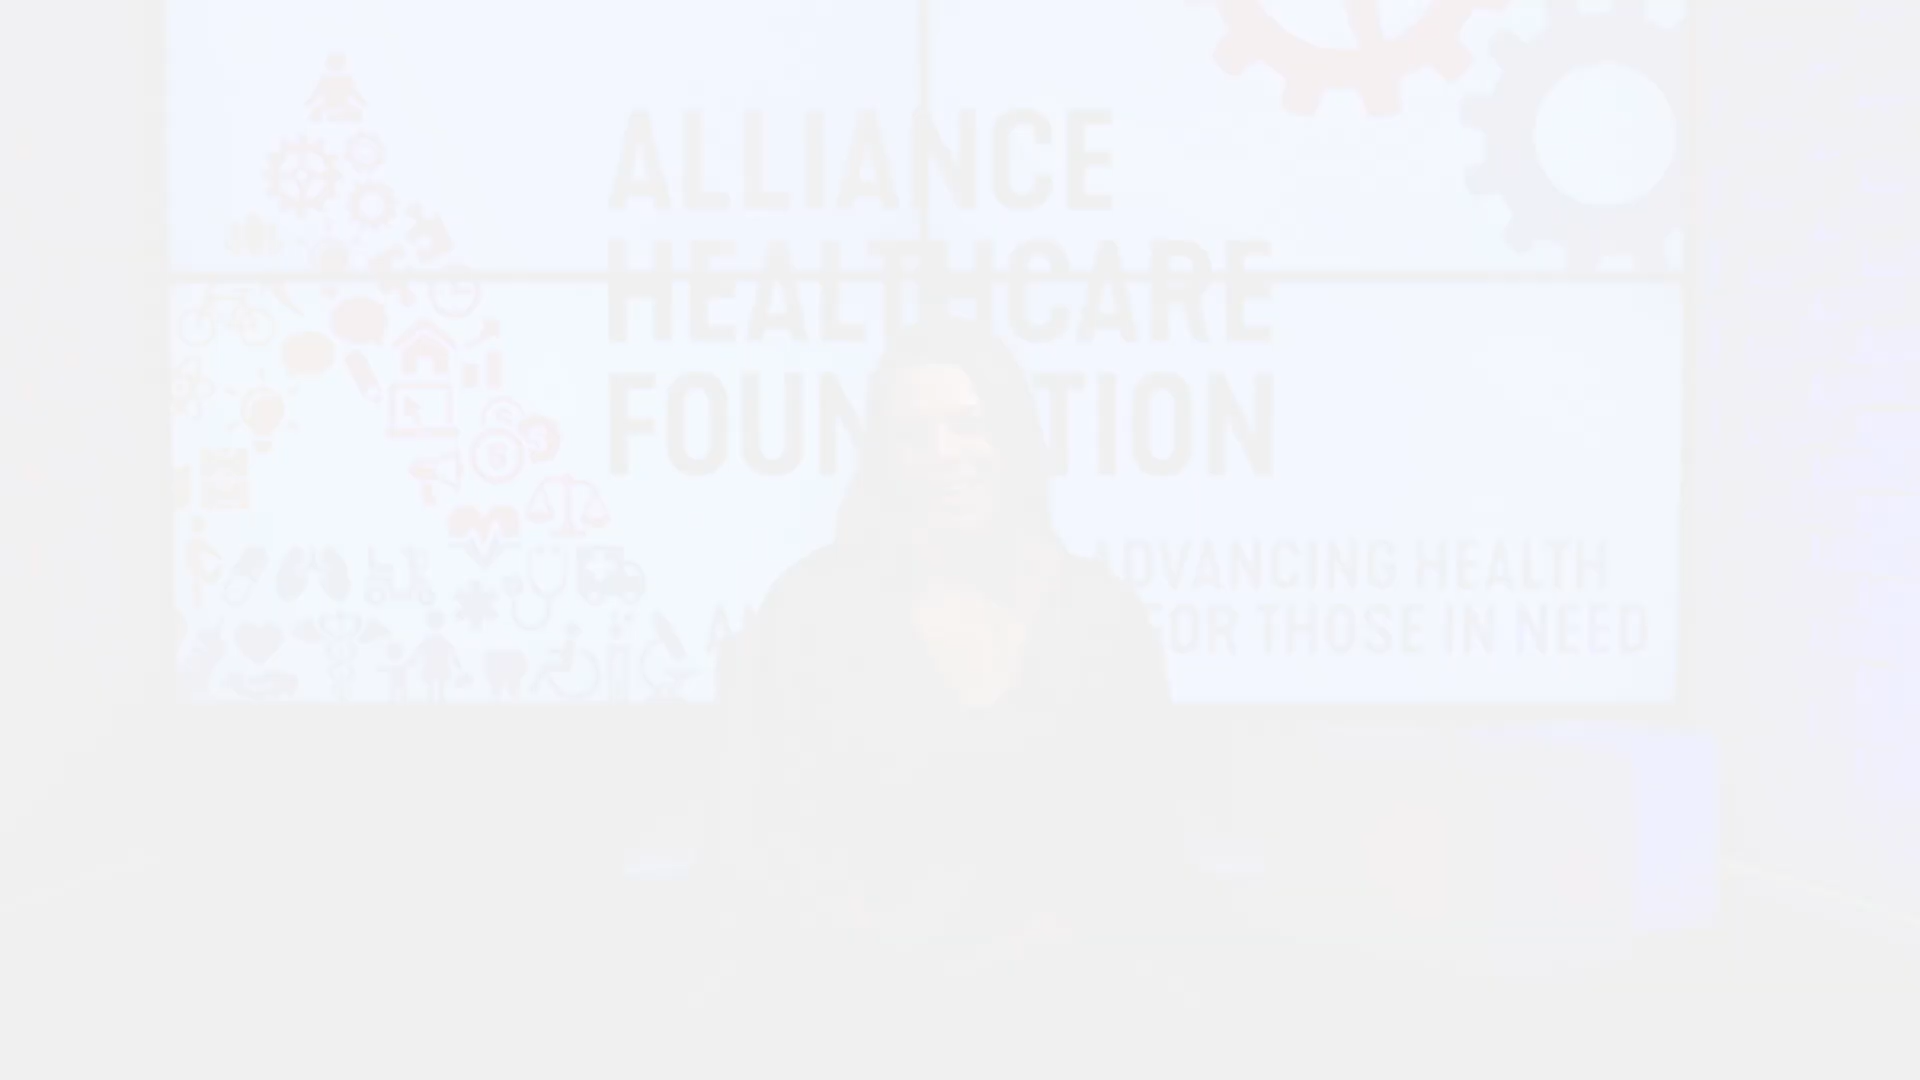 ALLIANCE
HEALTHCARE
ADVANCING HEALTH
FOR THOSE IN NEED